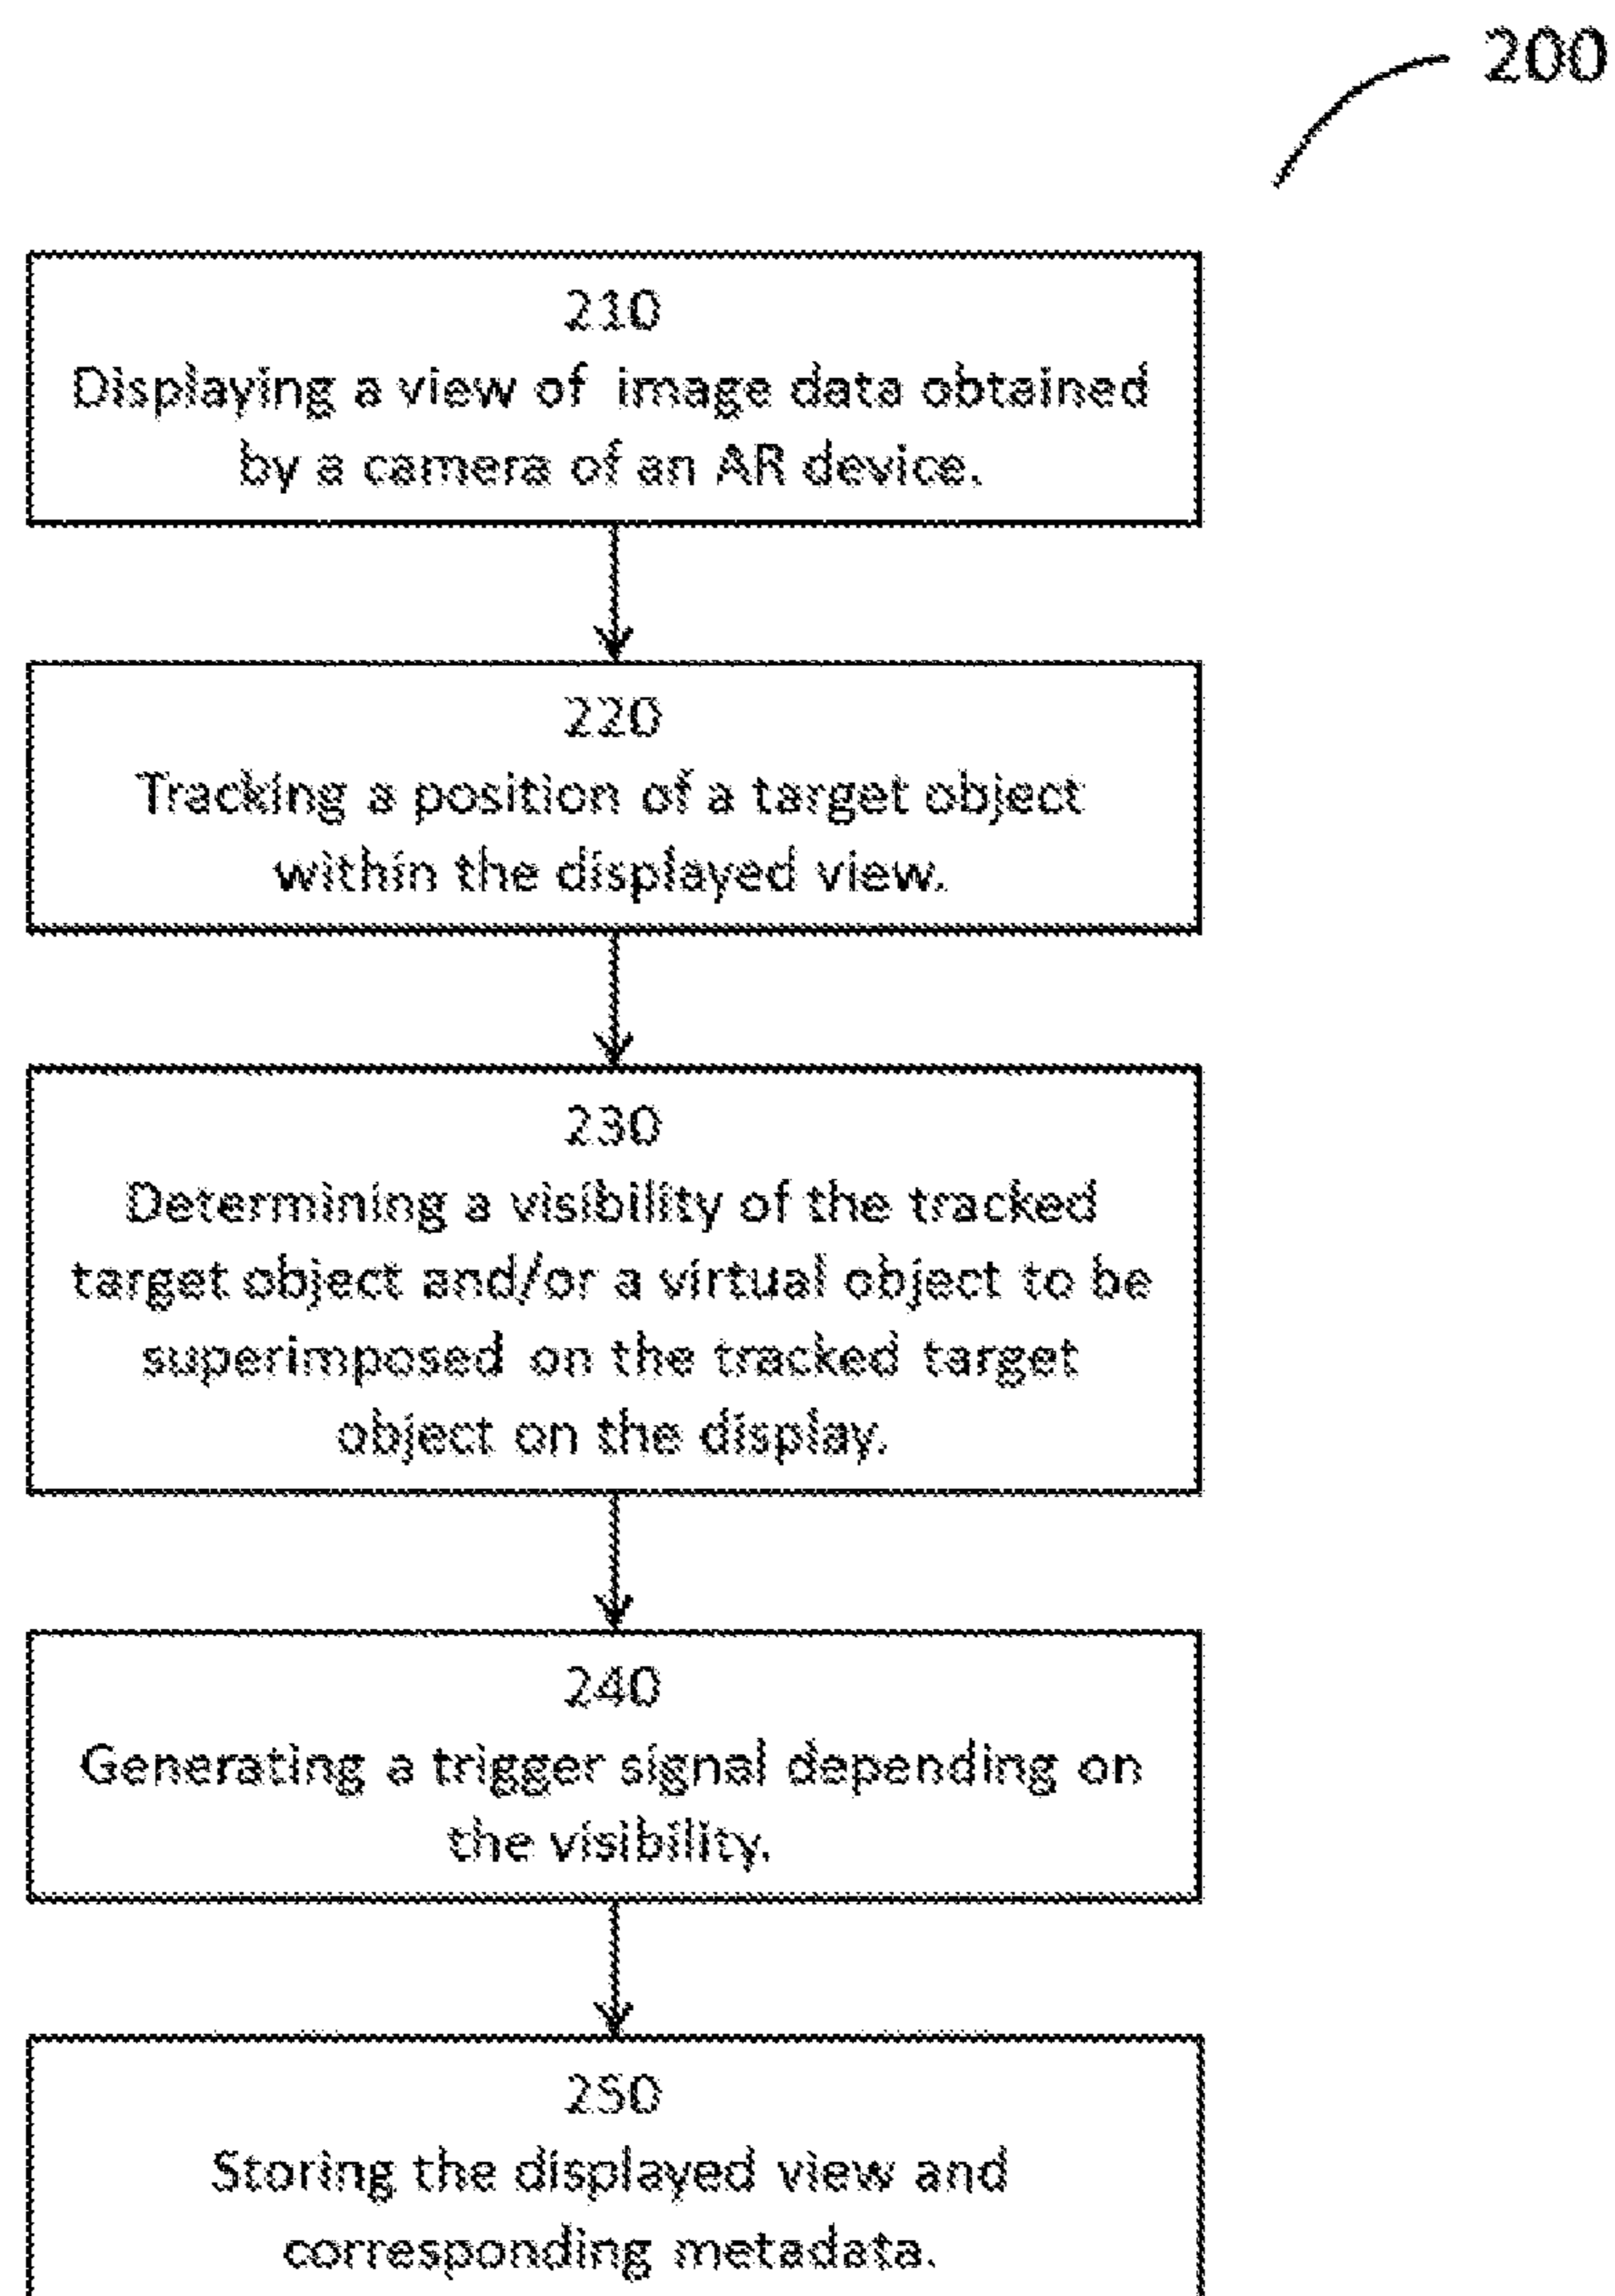 200
210
Displaying a view of image data obtained
by a camera of an AR device.
220
Tracking a position of a target object
within the displayed view.
230
Determining a visibility of the tracked
target object and/or a virtual object to be
superimposed on the tracked target
object on the display.
240
Generating a trigger signal depending on
the visibility.
250
Storing the displayed view and
corresponding metadata.